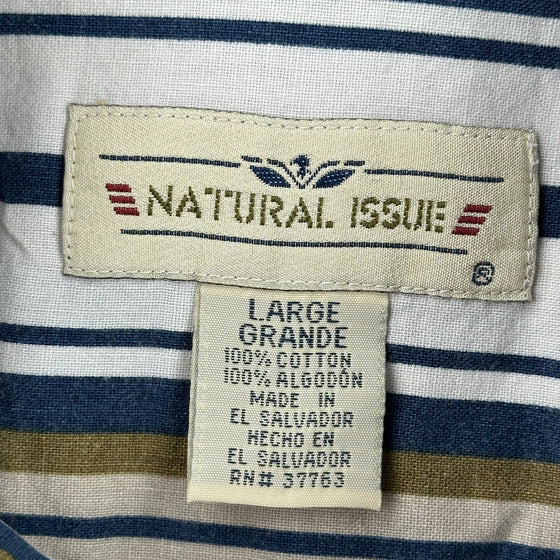 NATURAL ISSUE
®
LARGE
GRANDE
100% COTTON
100% ALGODÓN
MADE IN
EL SALVADOR
HECHO EN
EL SALVADOR
RN# 37763